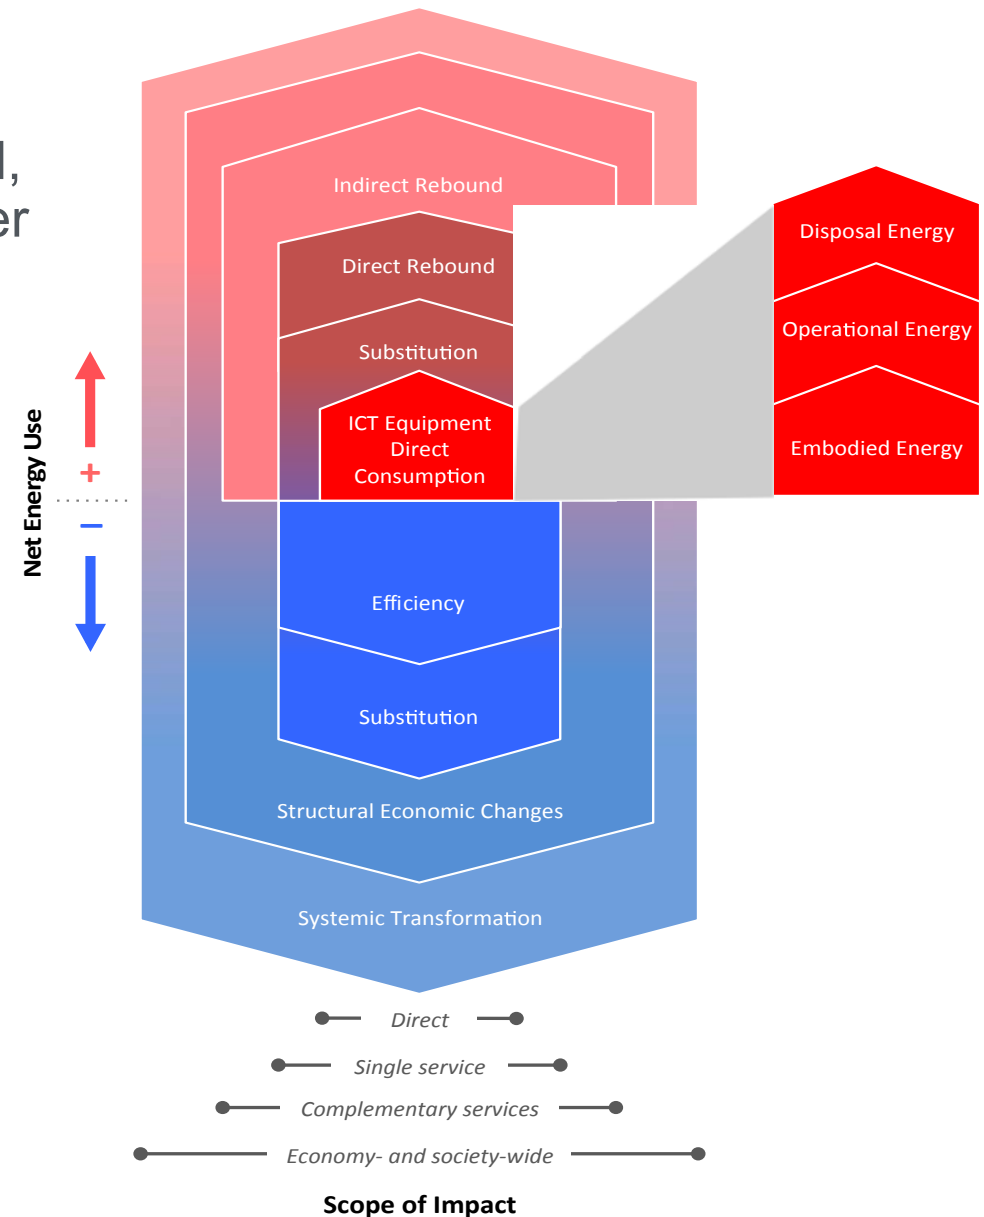 l,
er
Indirect Rebound
Direct Rebound
Substitution
ICT Equipment
Direct
Consumption
Disposal Energy
Operational Energy
Embodied Energy
Net Energy Use
+
−
Efficiency
Substitution
Structural Economic Changes
Systemic Transformation
Direct
Single service
Complementary services
Economy- and society-wide
Scope of Impact